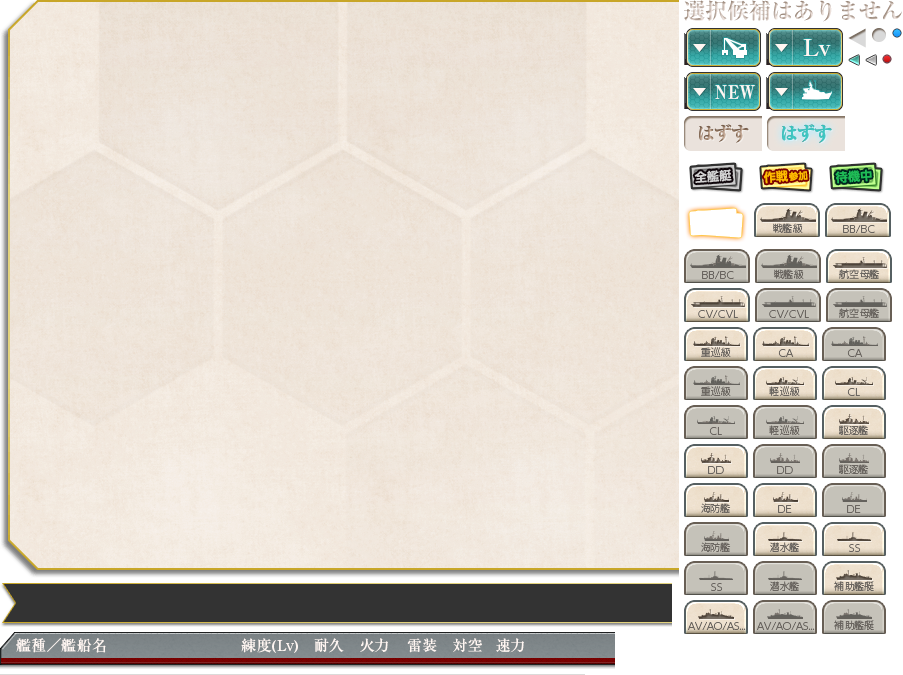 選択候補はありません
Lv
NEW
はずす はずす
全艦艇 作戦参加 待機中
戦艦級 BB/BC
BB/BC 戦艦級 航空母艦
CV/CVL CV/CVL 航空母艦
重巡級 CA CA
重巡級 軽巡級 CL
CL 軽巡級 駆逐艦
DD DD 駆逐艦
海防艦 DE DE
海防艦 潜水艦 SS
SS 潜水艦 補助艦艇
AV/AO/AS... AV/AO/AS... 補助艦艇
艦種／艦船名 練度(Lv) 耐久 火力 雷装 対空 速力